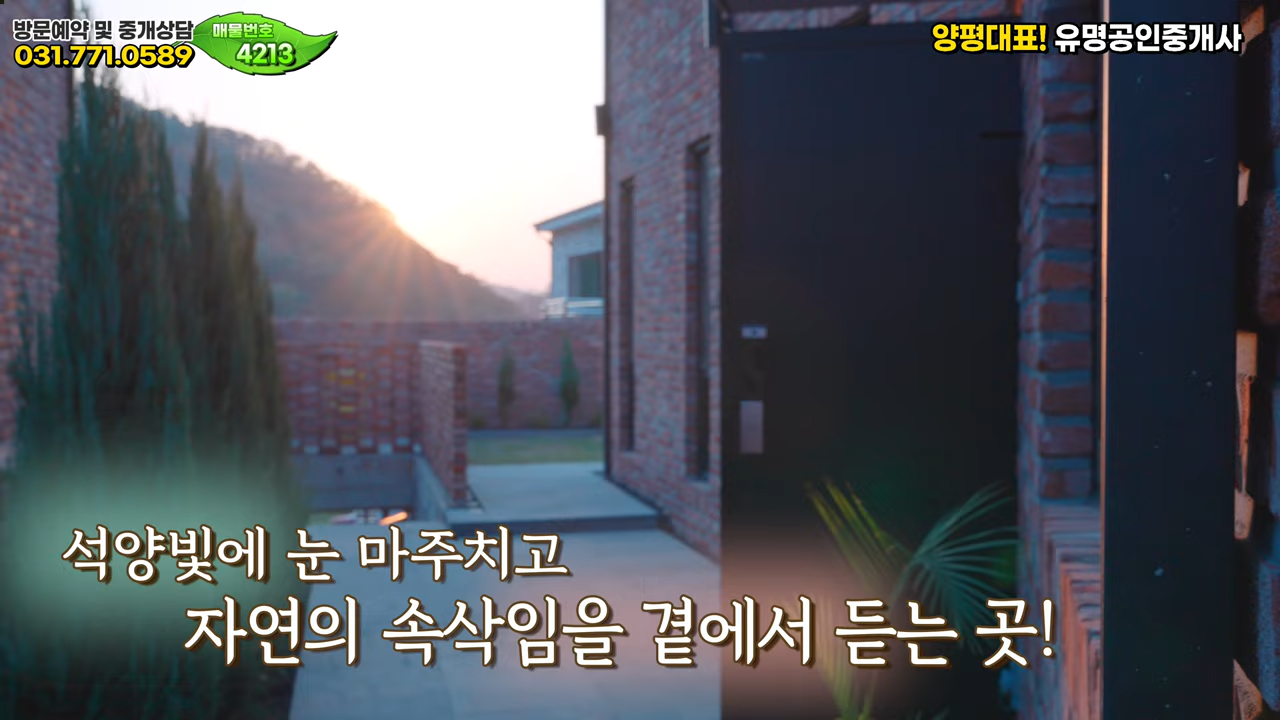 방문예약 및 중개상담
031.771.0589
매물번호
4213
양평대표! 유명공인중개사
석양빛에 눈 마주치고
자연의 속삭임을 곁에서 듣는 곳!